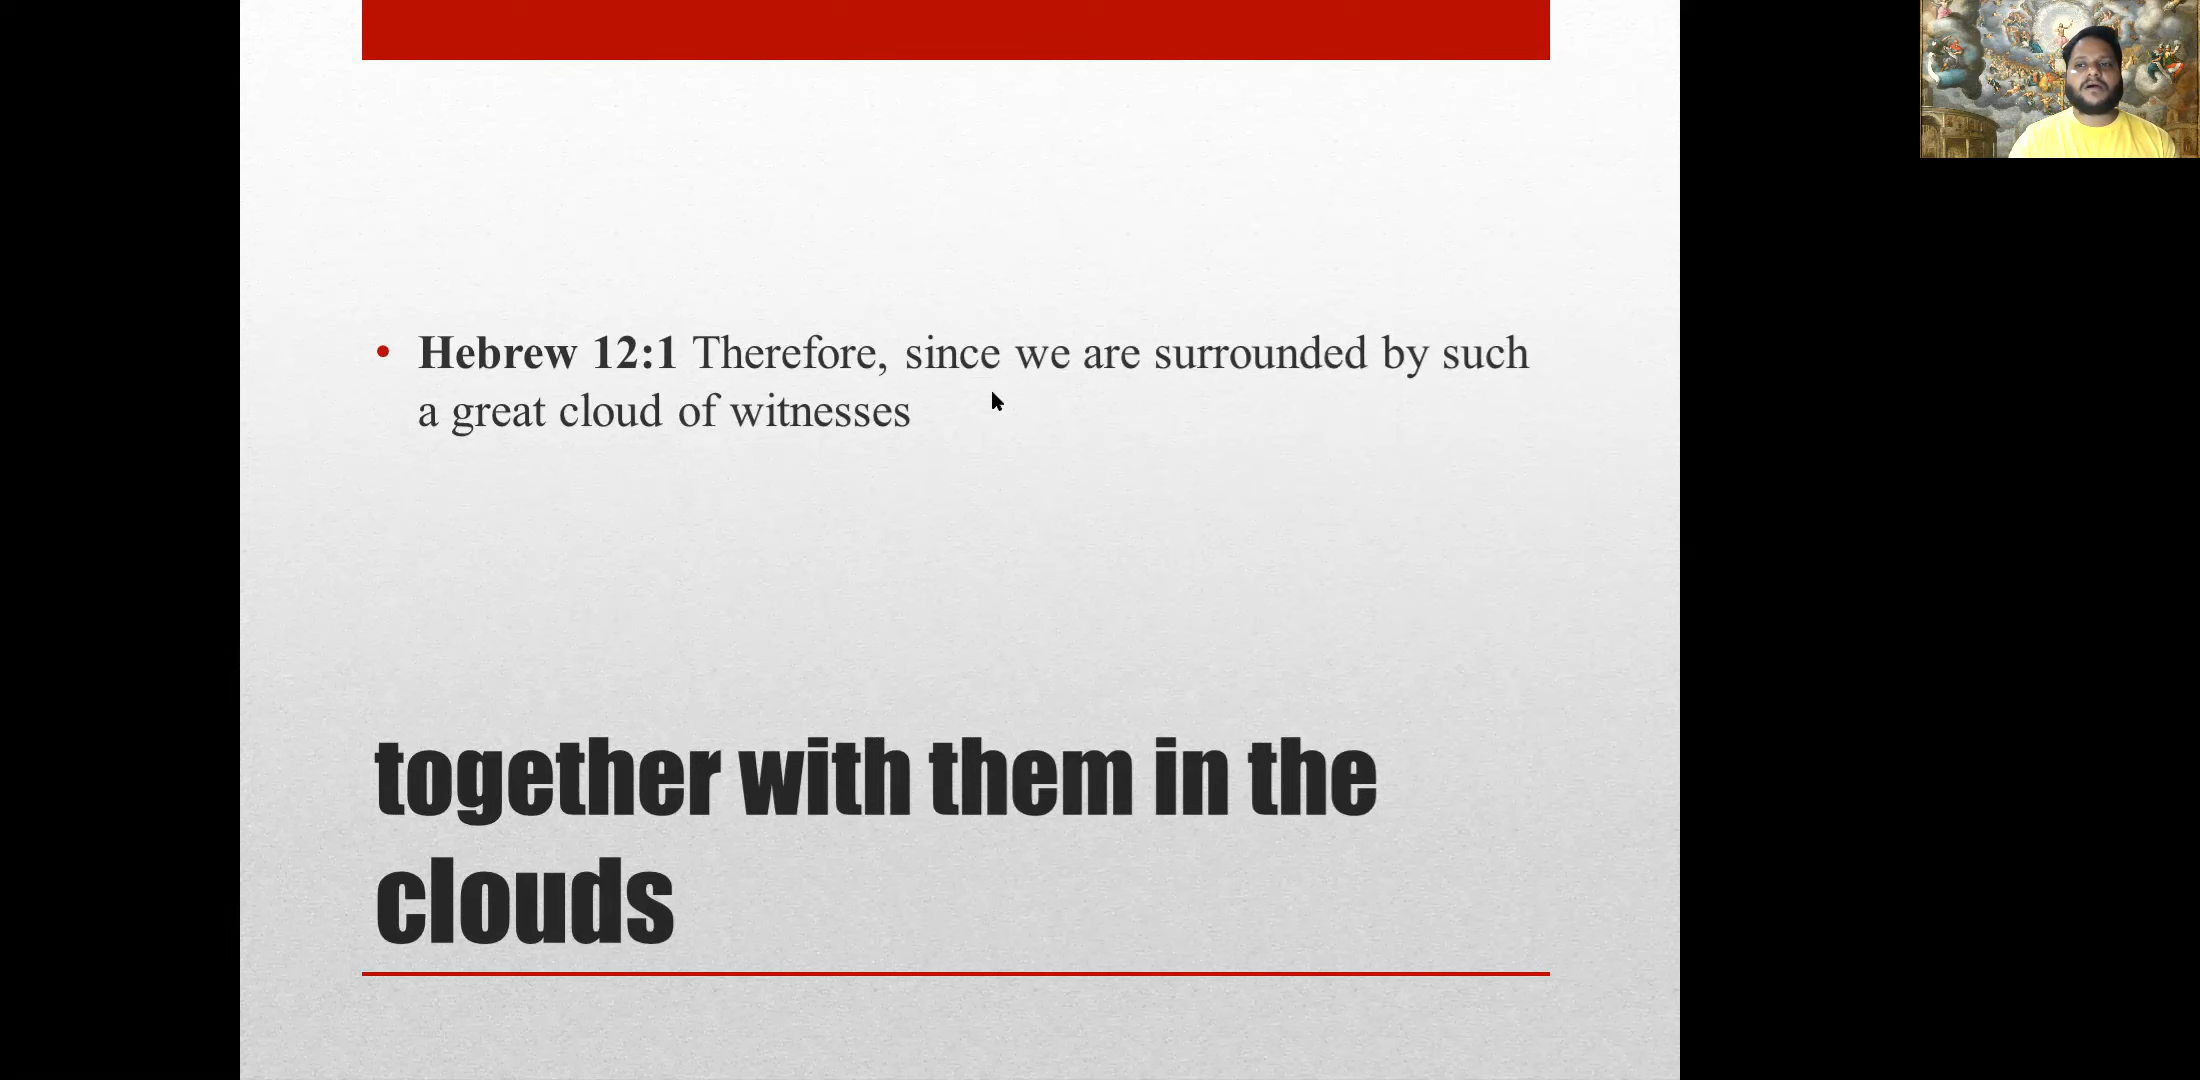 • Hebrew 12:1 Therefore, since we are surrounded by such
a great cloud of witnesses
together with them in the
clouds